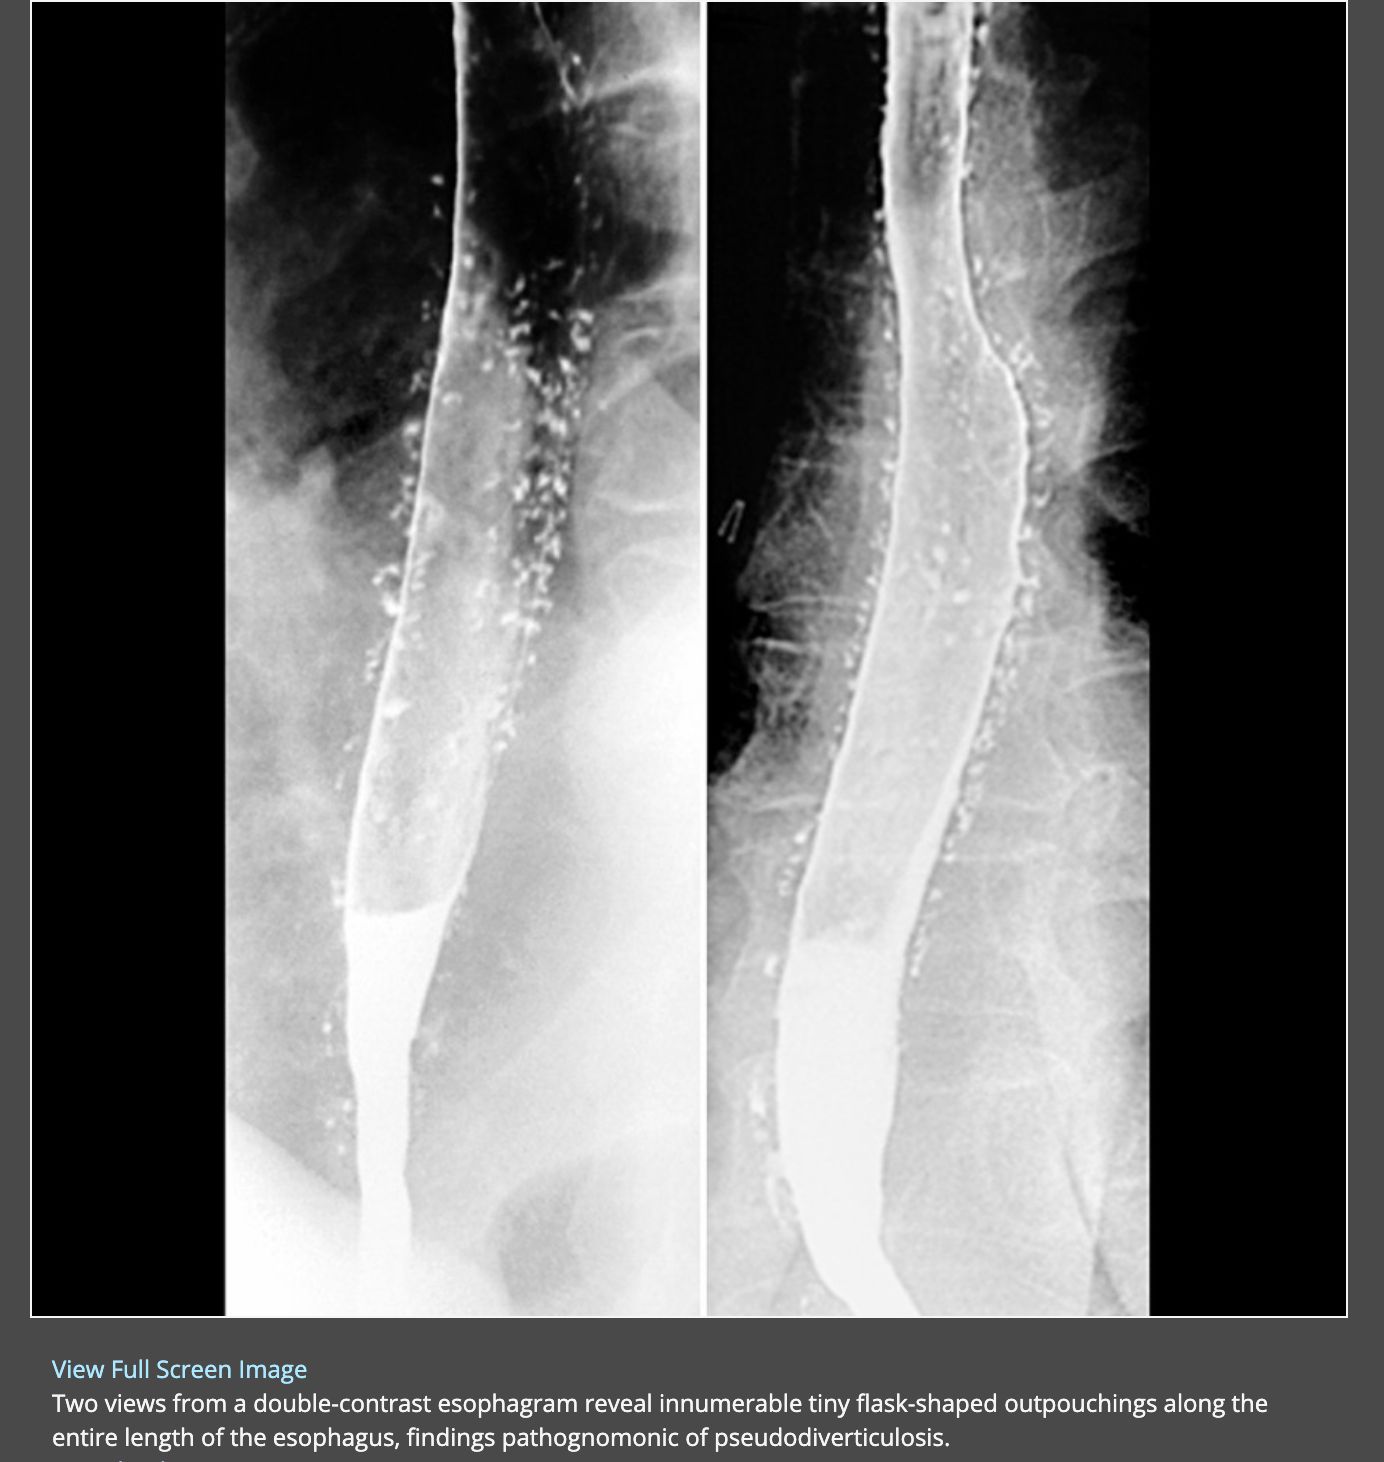 View Full Screen Image
Two views from a double-contrast esophagram reveal innumerable tiny flask-shaped outpouchings along the
entire length of the esophagus, findings pathognomonic of pseudodiverticulosis.